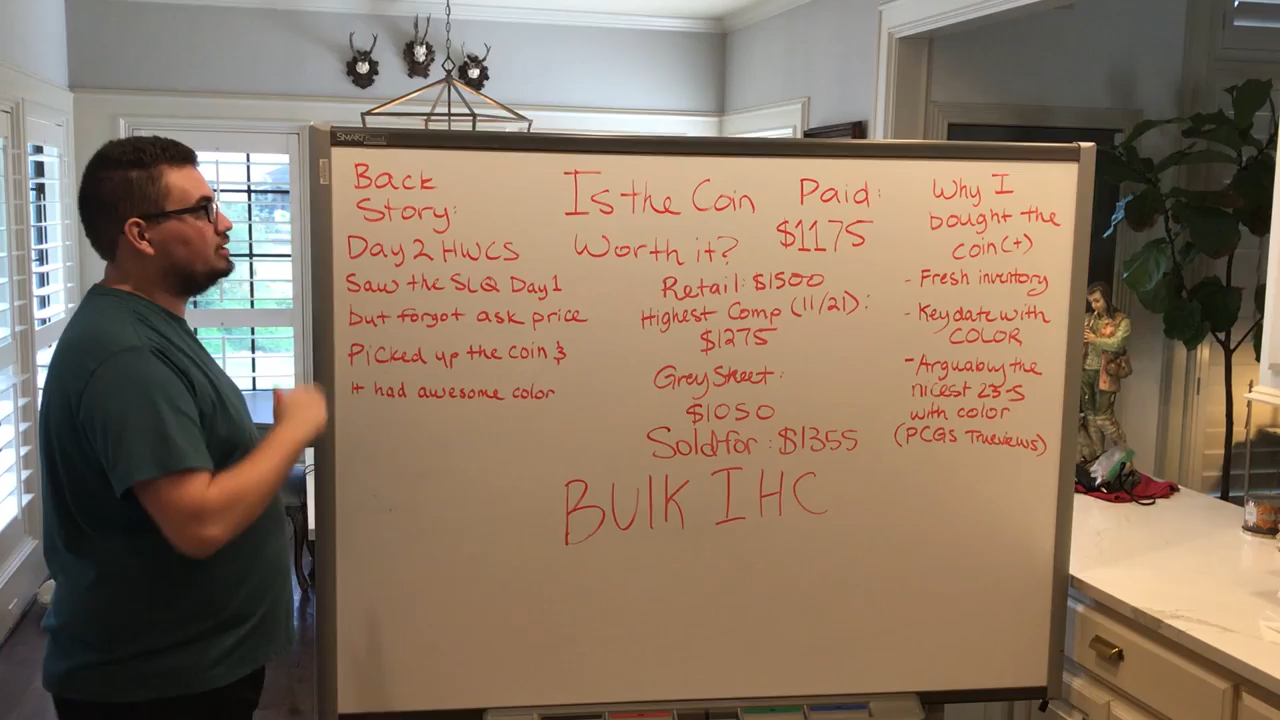 SMART
Back
Story:
Day 2 HWCS
Saw the SLQ Day 1
but forgot ask price
Picked up the coin &
It had awesome color
Is the Coin
Worth it?
Paid:
$1175
Retail: $1500
Highest Comp (11/21):
$1275
Grey Sheet:
$1050
Sold for: $1355
BULK IHC
Why I
bought the
coin (+)
- Fresh inventory
- Key date with
COLOR
- Arguabuy the
nicest 23-S
with color
(PCGS Trueviews)